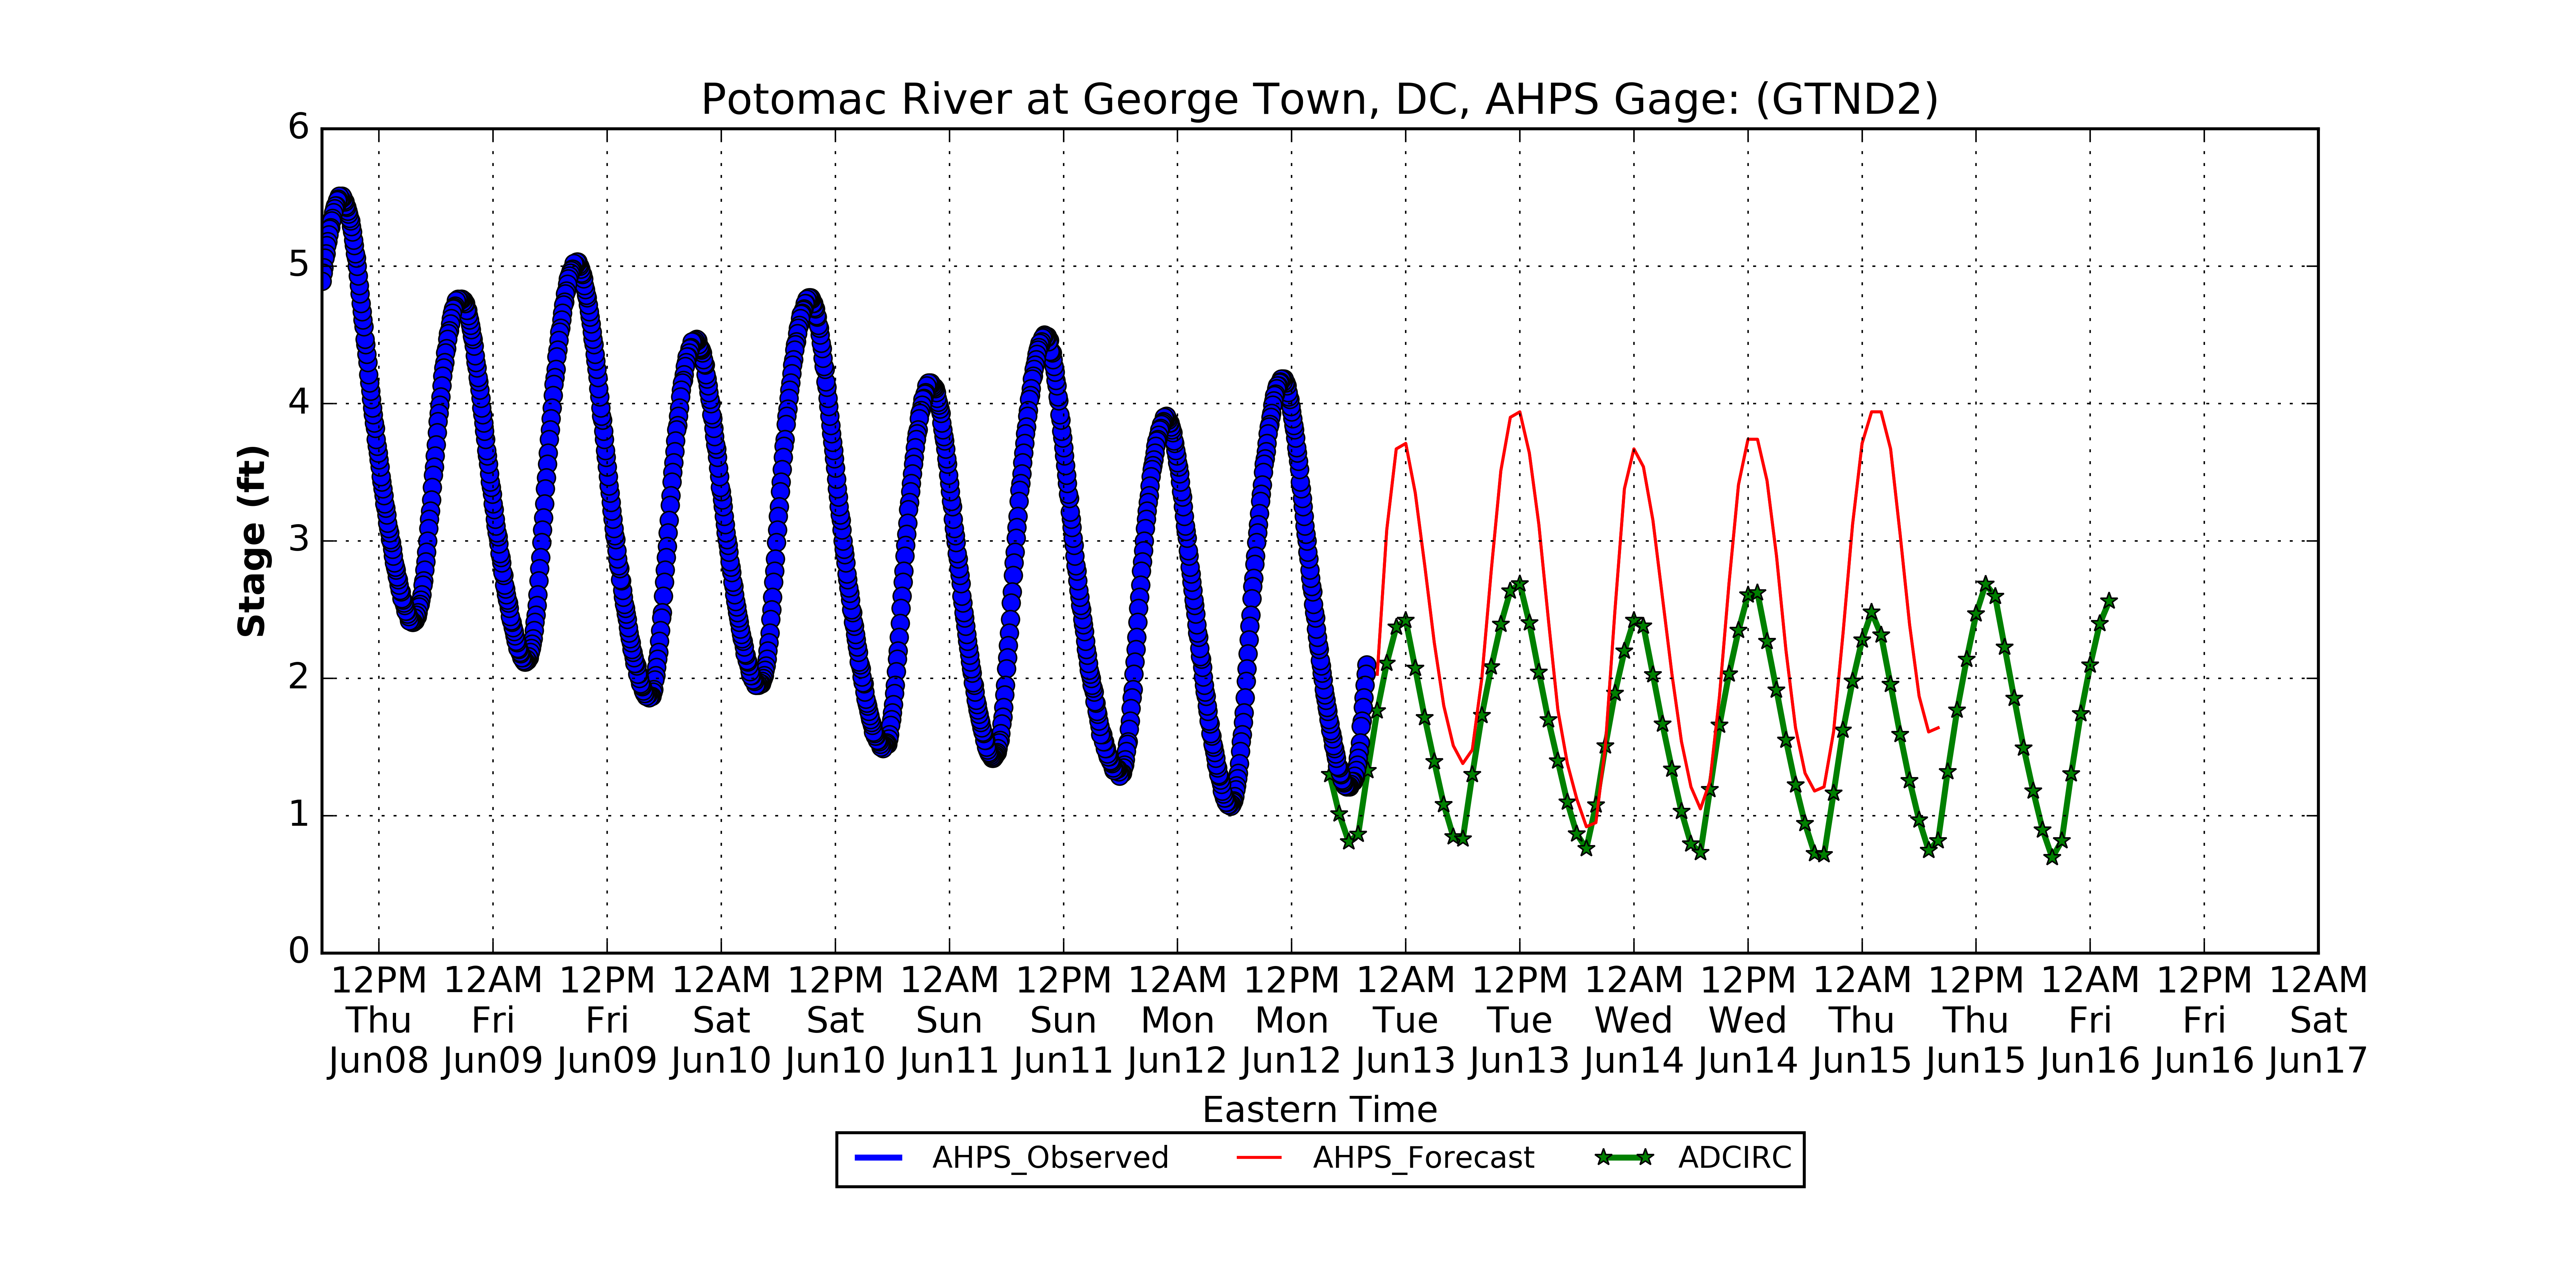 Potomac River at George Town, DC, AHPS Gage: (GTND2)
Stage (ft)
6
5
4
3
2
1
0
12PM 12AM 12PM 12AM 12PM 12AM 12PM 12AM 12PM 12AM 12PM 12AM 12PM 12AM 12PM 12AM 12PM 12AM
Thu Fri Fri Sat Sat Sun Sun Mon Mon Tue Tue Wed Wed Thu Thu Fri Fri Sat
Jun08 Jun09 Jun09 Jun10 Jun10 Jun11 Jun11 Jun12 Jun12 Jun13 Jun13 Jun14 Jun14 Jun15 Jun15 Jun16 Jun16 Jun17
Eastern Time
AHPS_Observed AHPS_Forecast ADCIRC